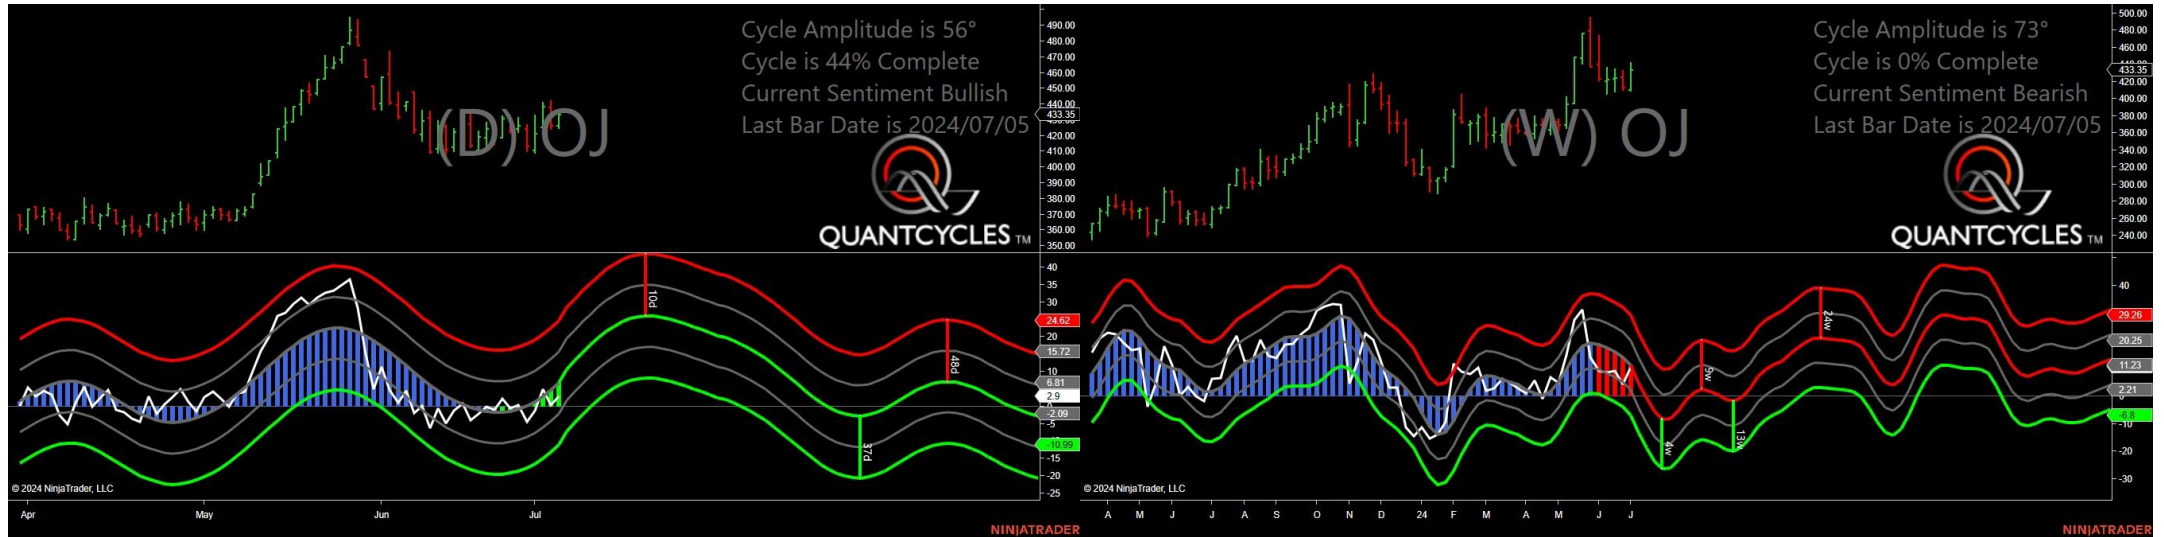 Cycle Amplitude is 56°
Cycle is 44% Complete
Current Sentiment Bullish
Last Bar Date is 2024/07/05
(D) OJ
QUANTCYCLES TM
490.00
480.00
470.00
460.00
450.00
440.00
433.35
420.00
410.00
400.00
390.00
380.00
370.00
360.00
350.00
40
35
30
24.62
20
15.72
10
6.81
2.9
-2.09
-5
-10.99
-15
-20
-25
10d
37d
48d
© 2024 NinjaTrader, LLC
Apr May Jun Jul
NINJATRADER
Cycle Amplitude is 73°
Cycle is 0% Complete
Current Sentiment Bearish
Last Bar Date is 2024/07/05
(W) OJ
QUANTCYCLES TM
500.00
480.00
460.00
433.35
400.00
380.00
360.00
340.00
320.00
300.00
280.00
260.00
240.00
40
29.26
20.25
11.23
2.21
-6.8
-10
-20
-30
4w
9w
13w
24w
© 2024 NinjaTrader, LLC
A M J J A S O N D 24 F M A M J J
NINJATRADER